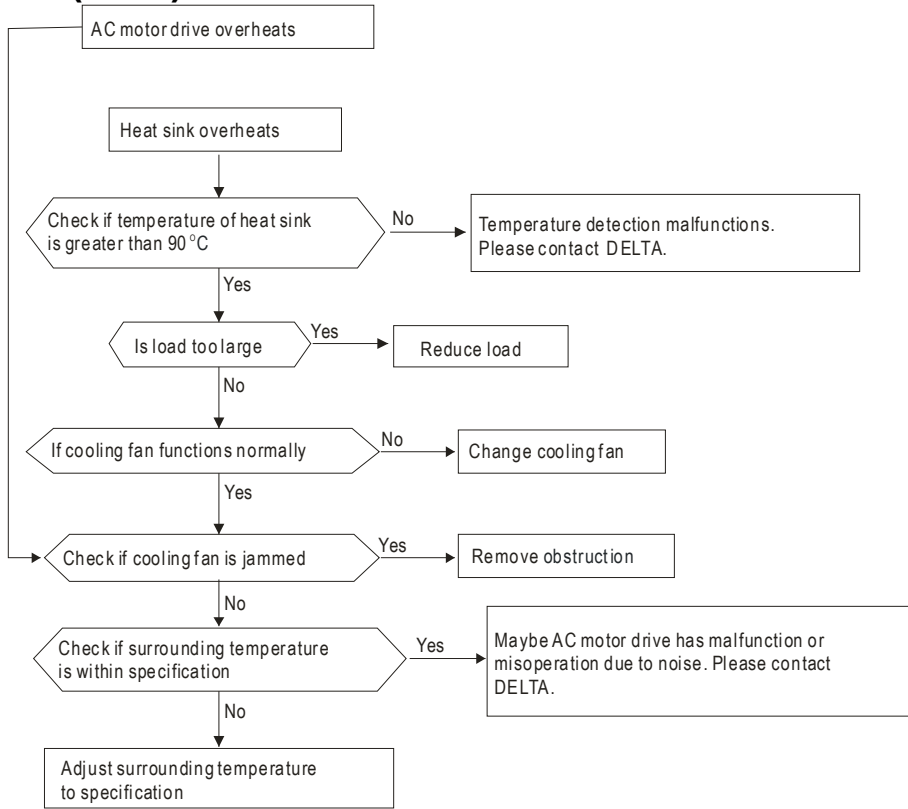 AC motor drive overheats
Heat sink overheats
Check if temperature of heat sink
is greater than 90 °C
No
Temperature detection malfunctions.
Please contact DELTA.
Yes
Is load too large
Yes
Reduce load
No
If cooling fan functions normally
No
Change cooling fan
Yes
Check if cooling fan is jammed
Yes
Remove obstruction
No
Check if surrounding temperature
is within specification
Yes
Maybe AC motor drive has malfunction or
misoperation due to noise. Please contact
DELTA.
No
Adjust surrounding temperature
to specification